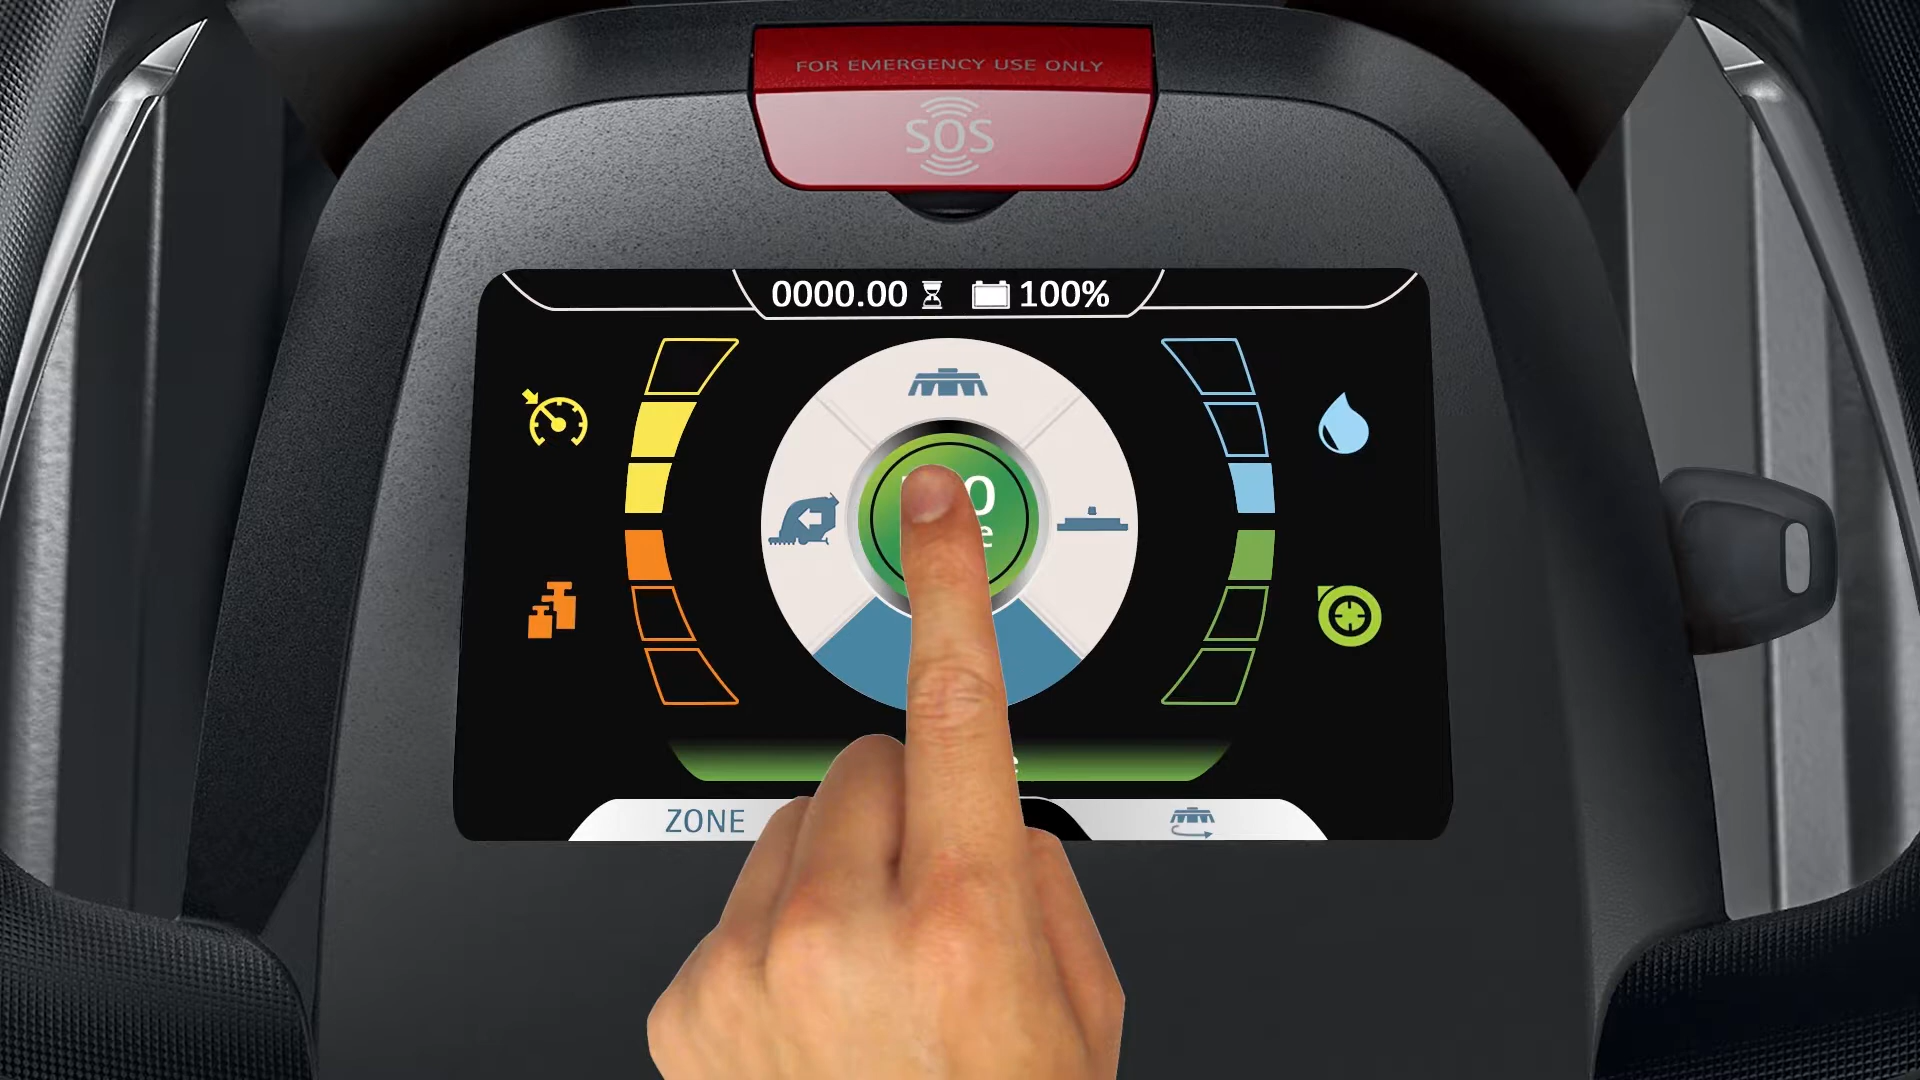 FOR EMERGENCY USE ONLY
SOS
0000.00 100%
ZONE